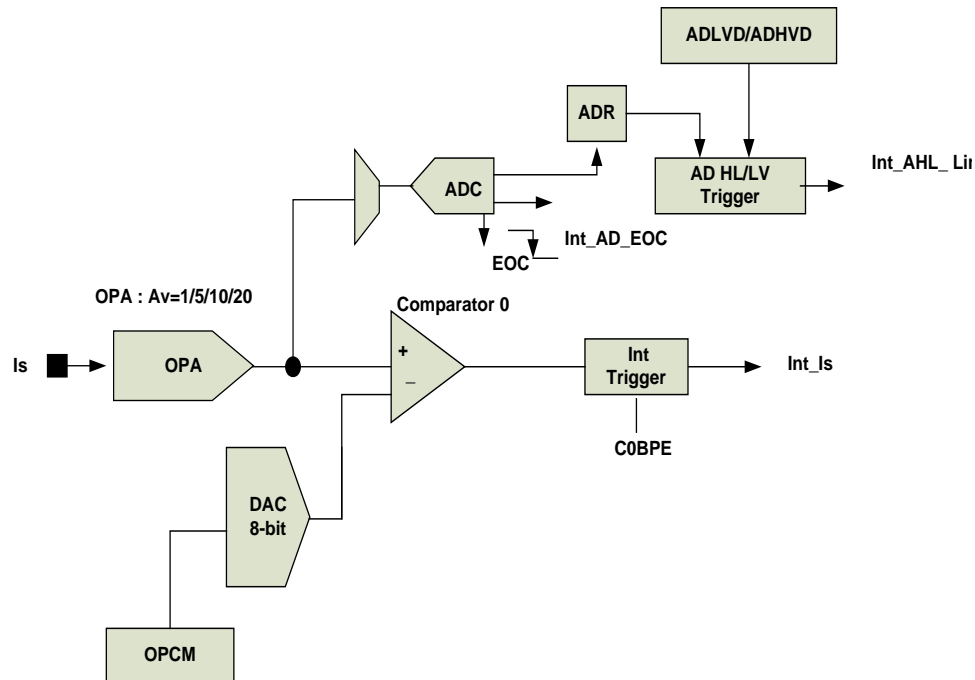 ADLVD/ADHVD
ADR
AD HL/LV
Trigger
Int_AHL_ Lir
ADC
Int_AD_EOC
EOC
OPA : Av=1/5/10/20
Comparator 0
Is
OPA
+
_
Int
Trigger
Int_Is
C0BPE
DAC
8-bit
OPCM